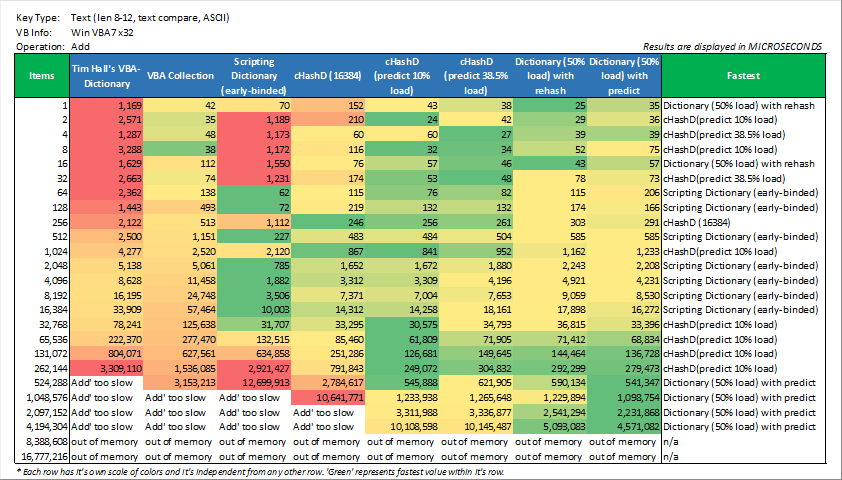 Key Type: Text (len 8-12, text compare, ASCII)
VB Info: Win VBA7 x32
Operation: Add
Results are displayed in MICROSECONDS
Items Tim Hall's VBA-Dictionary VBA Collection Scripting Dictionary (early-binded) cHashD (16384) cHashD (predict 10% load) cHashD (predict 38.5% load) Dictionary (50% load) with rehash Dictionary (50% load) with predict Fastest
1 1,169 42 70 152 43 38 25 35 Dictionary (50% load) with rehash
2 2,571 35 1,189 210 24 42 29 36 cHashD(predict 10% load)
4 1,287 48 1,173 60 60 27 39 39 cHashD(predict 38.5% load)
8 3,288 38 1,172 116 32 34 52 75 cHashD(predict 10% load)
16 1,629 112 1,550 76 57 46 43 57 Dictionary (50% load) with rehash
32 2,663 74 1,231 174 53 48 78 73 cHashD(predict 38.5% load)
64 2,362 138 62 115 76 82 115 206 Scripting Dictionary (early-binded)
128 1,443 493 72 219 132 132 174 166 Scripting Dictionary (early-binded)
256 2,122 513 1,112 246 256 261 303 291 cHashD (16384)
512 2,500 1,151 227 483 484 504 585 585 Scripting Dictionary (early-binded)
1,024 4,277 2,520 2,120 867 841 952 1,162 1,233 cHashD(predict 10% load)
2,048 5,138 5,061 785 1,652 1,672 1,880 2,243 2,208 Scripting Dictionary (early-binded)
4,096 8,628 11,458 1,882 3,312 3,309 4,196 4,921 4,231 Scripting Dictionary (early-binded)
8,192 16,195 24,748 3,506 7,371 7,004 7,653 9,059 8,530 Scripting Dictionary (early-binded)
16,384 33,909 57,464 10,003 14,312 14,258 18,161 17,898 16,272 Scripting Dictionary (early-binded)
32,768 78,241 125,638 31,707 33,295 30,575 34,793 36,815 33,396 cHashD(predict 10% load)
65,536 222,370 277,470 132,515 85,460 61,809 71,905 71,412 68,834 cHashD(predict 10% load)
131,072 804,071 627,561 634,858 251,286 126,681 149,645 144,464 136,728 cHashD(predict 10% load)
262,144 3,309,110 1,536,085 2,921,427 791,843 249,072 304,832 292,299 279,473 cHashD(predict 10% load)
524,288 Add' too slow 3,153,213 12,699,913 2,784,617 545,888 621,905 590,134 541,347 Dictionary (50% load) with predict
1,048,576 Add' too slow Add' too slow Add' too slow 10,641,771 1,233,938 1,265,648 1,229,894 1,098,754 Dictionary (50% load) with predict
2,097,152 Add' too slow Add' too slow Add' too slow Add' too slow 3,311,988 3,336,877 2,541,294 2,231,868 Dictionary (50% load) with predict
4,194,304 Add' too slow Add' too slow Add' too slow Add' too slow 10,108,598 10,145,487 5,093,083 4,571,082 Dictionary (50% load) with predict
8,388,608 out of memory out of memory out of memory out of memory out of memory out of memory out of memory out of memory n/a
16,777,216 out of memory out of memory out of memory out of memory out of memory out of memory out of memory out of memory n/a
* Each row has it's own scale of colors and it's independent from any other row. 'Green' represents fastest value within it's row.